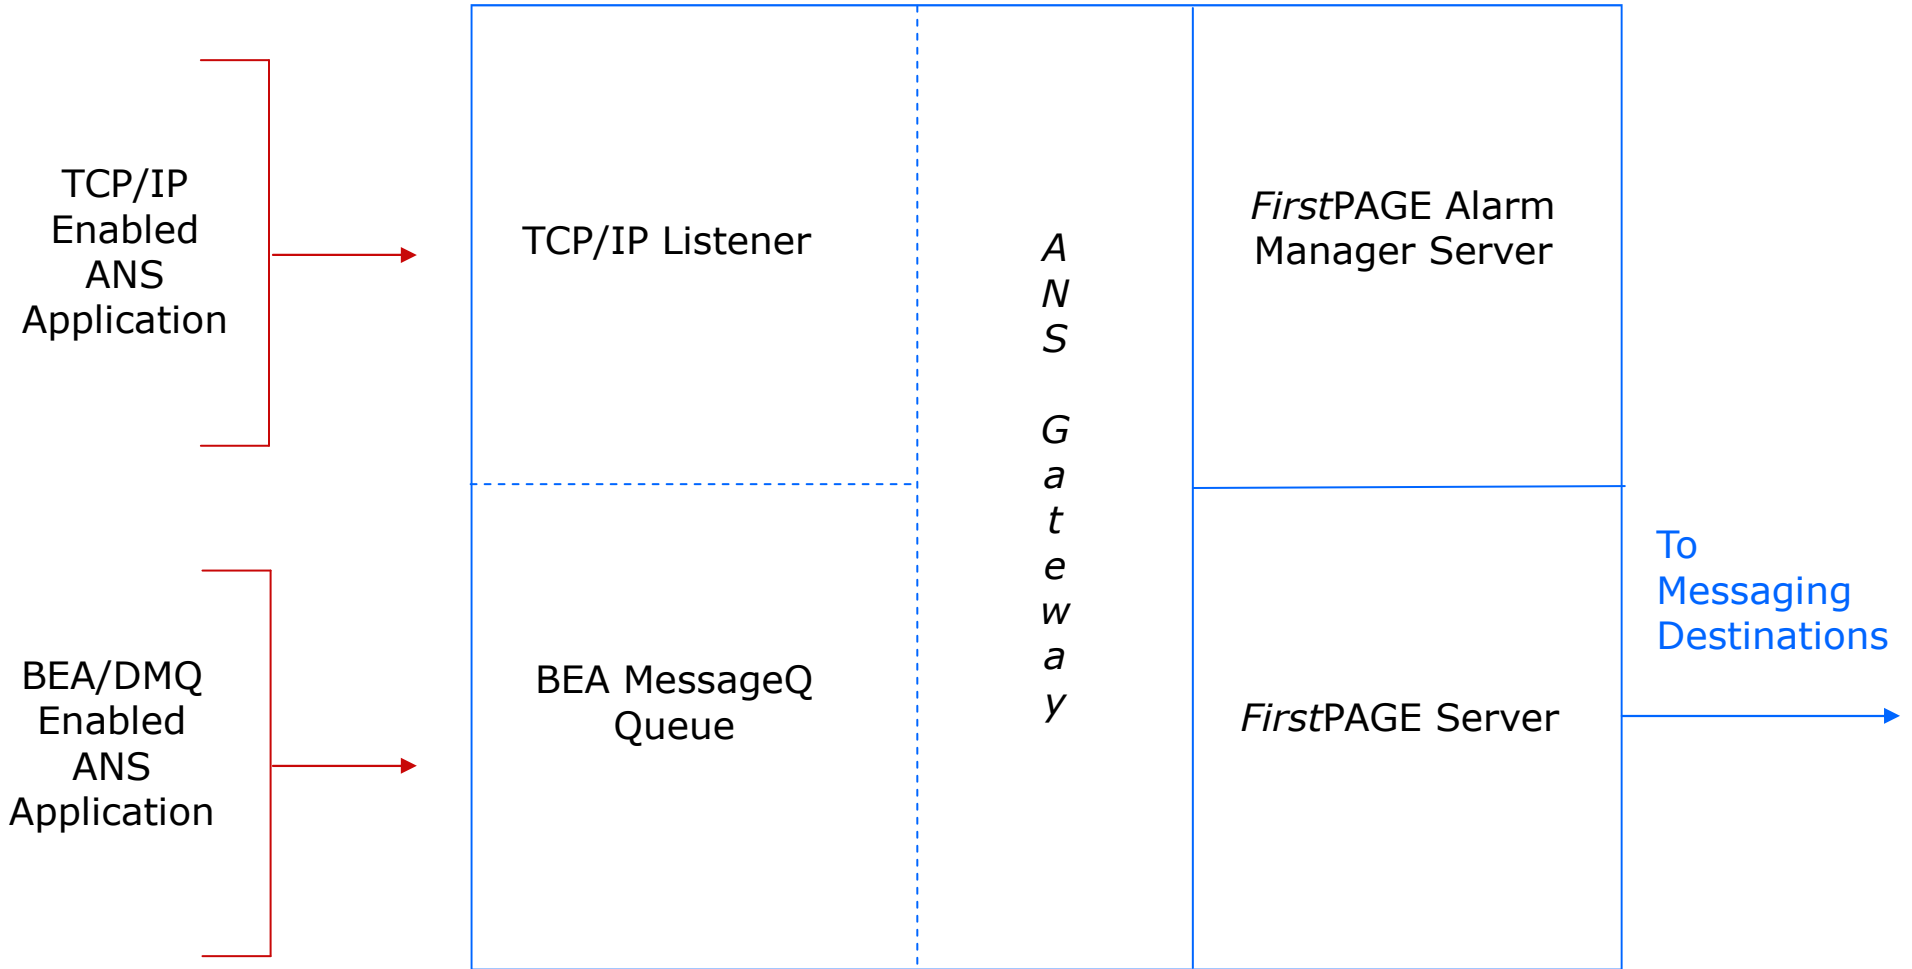 TCP/IP
Enabled
ANS
Application
TCP/IP Listener
A
N
S
G
a
t
e
w
a
y
FirstPAGE Alarm
Manager Server
BEA/DMQ
Enabled
ANS
Application
BEA MessageQ
Queue
FirstPAGE Server
To
Messaging
Destinations